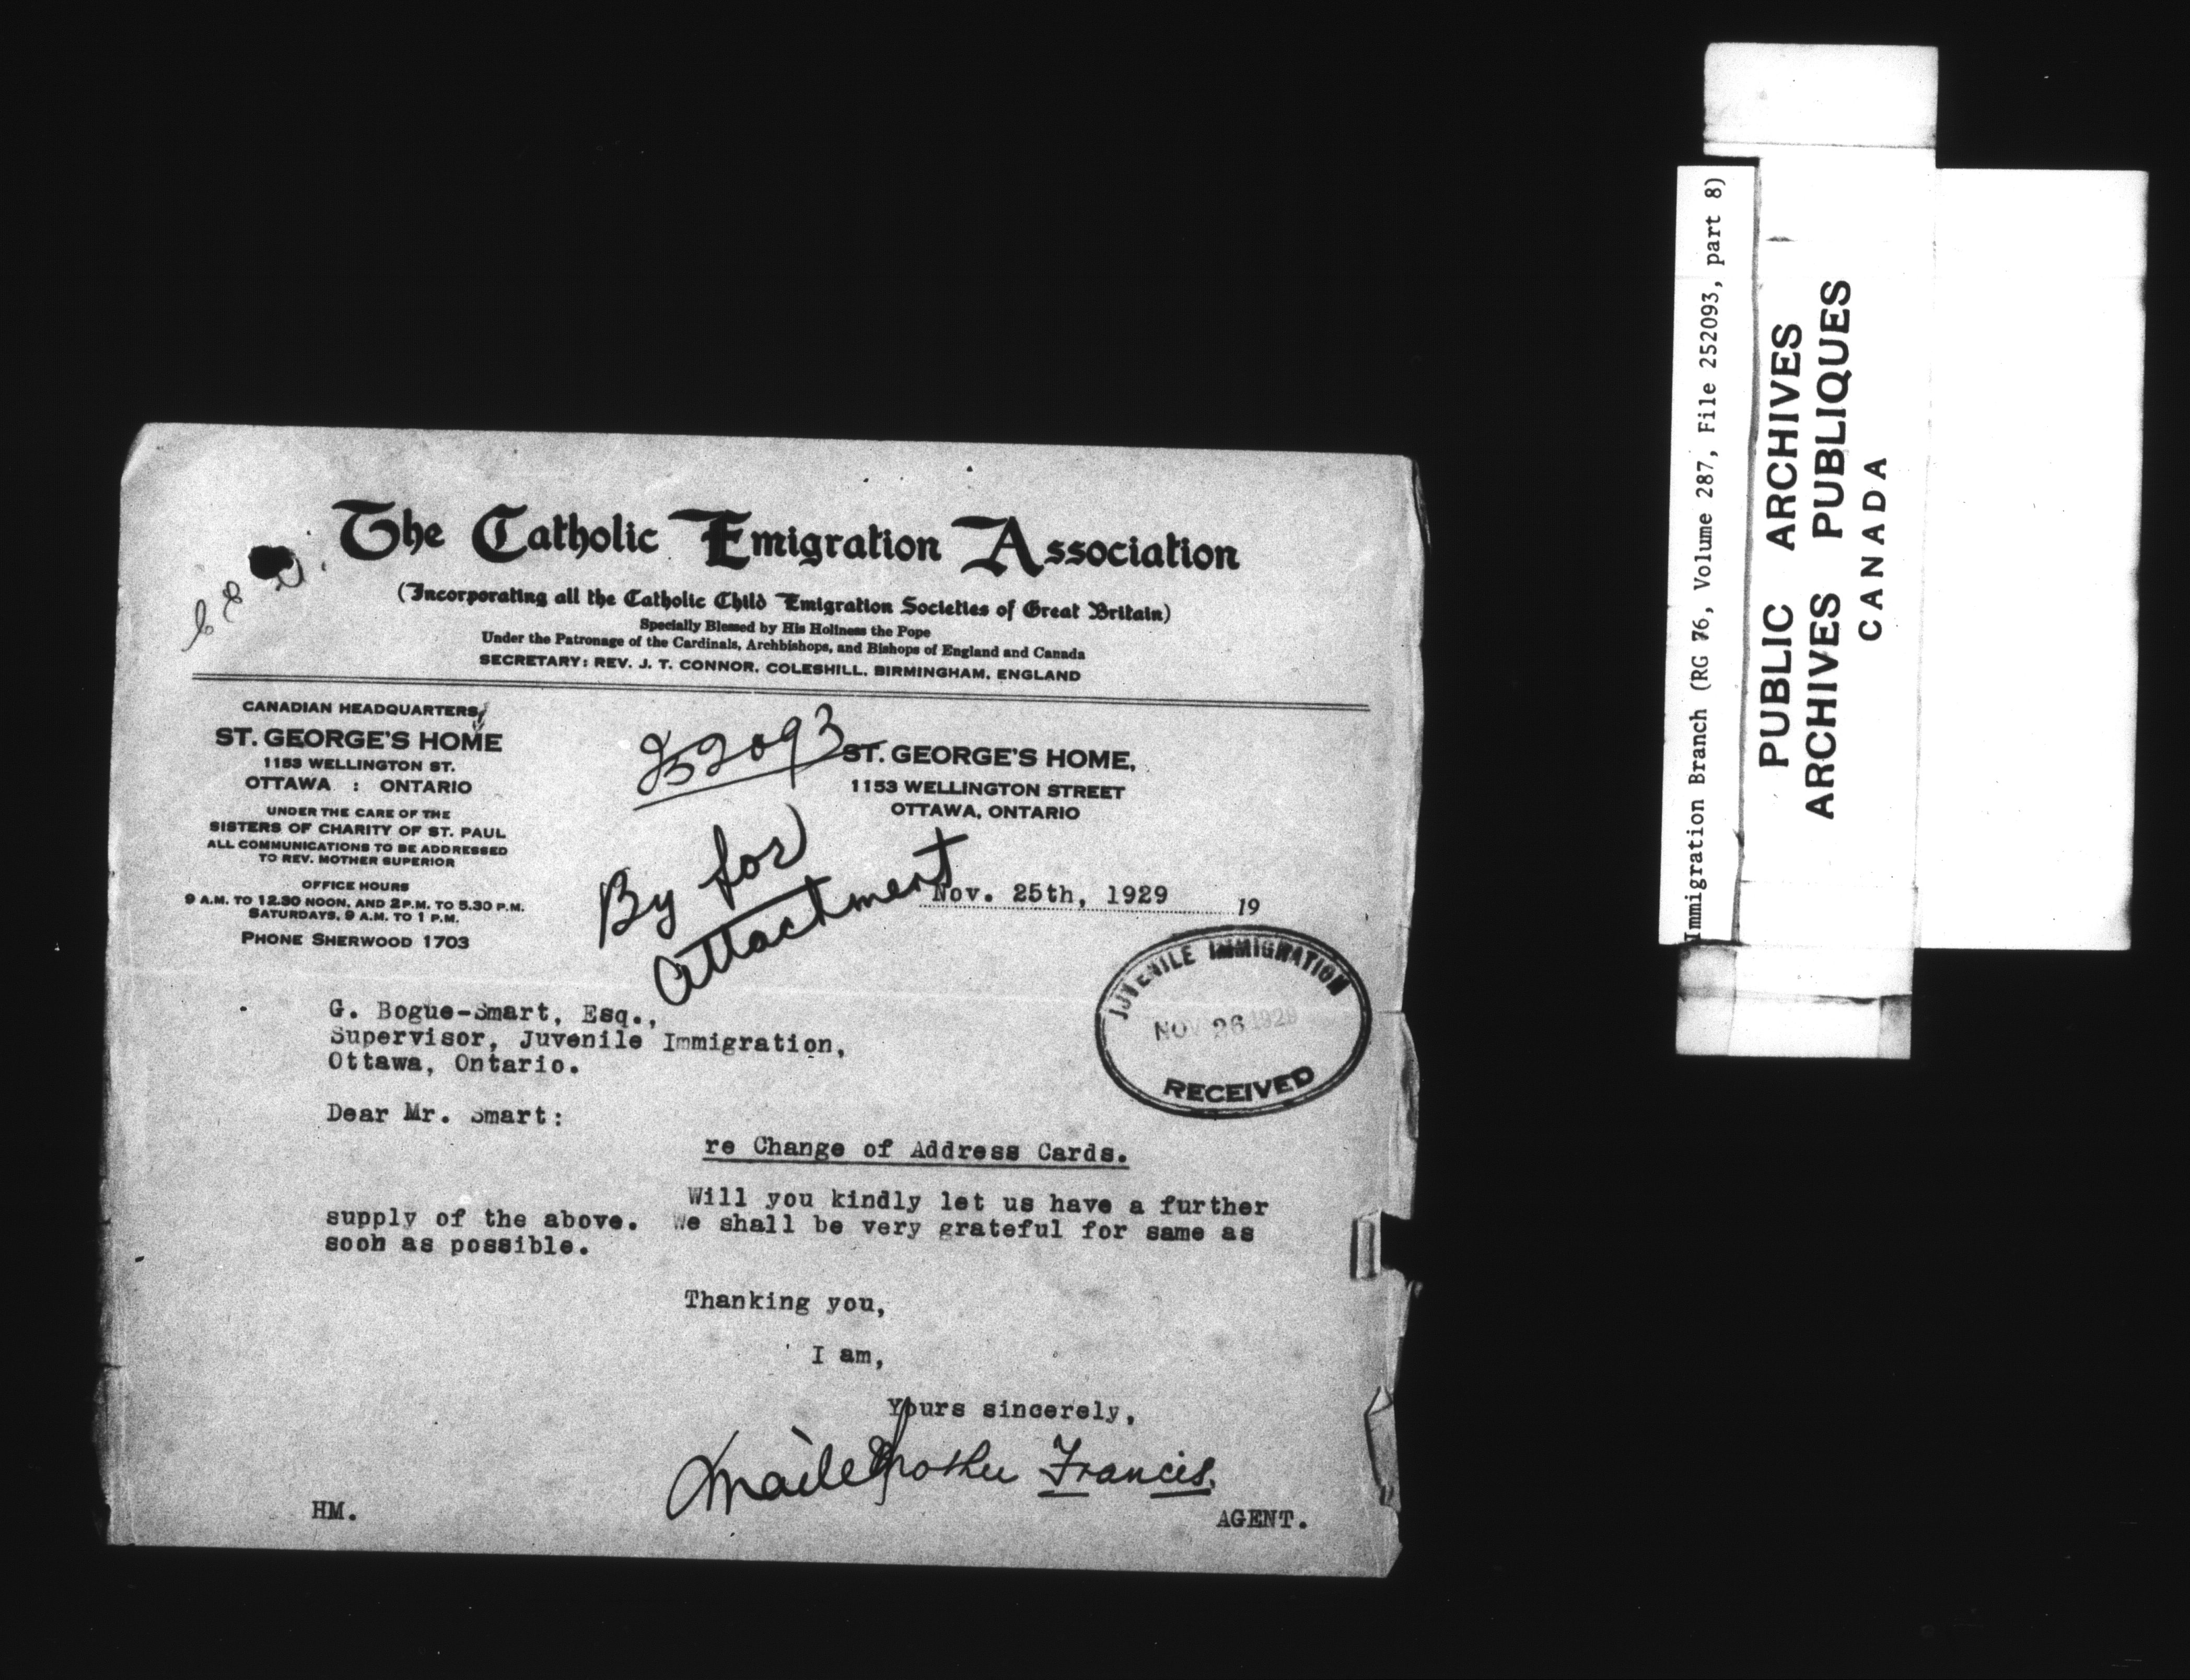 The Catholic Emigration Association
(Incorporating all the Catholic Child Emigration Societies of Great Britain)
Specially Blessed by His Holiness the Pope
Under the Patronage of the Cardinals, Archbishops, and Bishops of England and Canada
SECRETARY: REV. J. T. CONNOR, COLESHILL, BIRMINGHAM, ENGLAND
CANADIAN HEADQUARTERS
ST. GEORGE'S HOME
1153 WELLINGTON ST.
OTTAWA : ONTARIO
UNDER THE CARE OF THE
SISTERS OF CHARITY OF ST. PAUL
ALL COMMUNICATIONS TO BE ADDRESSED
TO REV. MOTHER SUPERIOR
OFFICE HOURS
9 A.M. TO 12.30 NOON, AND 2 P.M. TO 5.30 P.M.
SATURDAYS, 9 A.M. TO 1 P.M.
PHONE SHERWOOD 1703
252093
ST. GEORGE'S HOME,
1153 WELLINGTON STREET
OTTAWA, ONTARIO
By for
Attachment
Nov. 25th, 1929 19
JUVENILE IMMIGRATION
NOV 26 1929
RECEIVED
G. Bogue-Smart, Esq.,
Supervisor, Juvenile Immigration,
Ottawa, Ontario.
Dear Mr. Smart:
re Change of Address Cards.
Will you kindly let us have a further
supply of the above. We shall be very grateful for same as
soon as possible.
Thanking you,
I am,
Yours sincerely,
Francis.
HM.
AGENT.
Immigration Branch (RG 76, Volume 287, File 252093, part 8)
PUBLIC ARCHIVES
ARCHIVES PUBLIQUES
CANADA